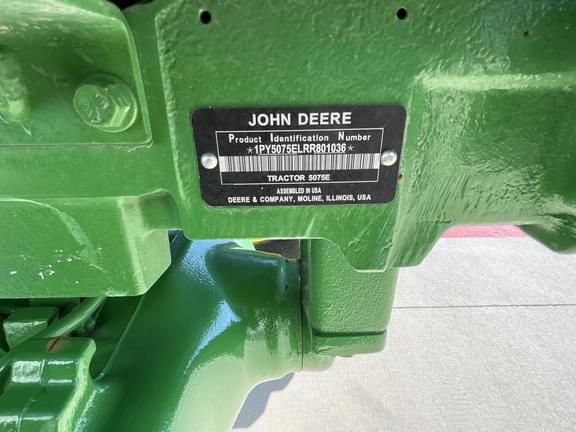 JOHN DEERE
Product Identification Number
*1PY5075ELRR801036*
TRACTOR 5075E
ASSEMBLED IN USA
DEERE & COMPANY, MOLINE, ILLINOIS, USA